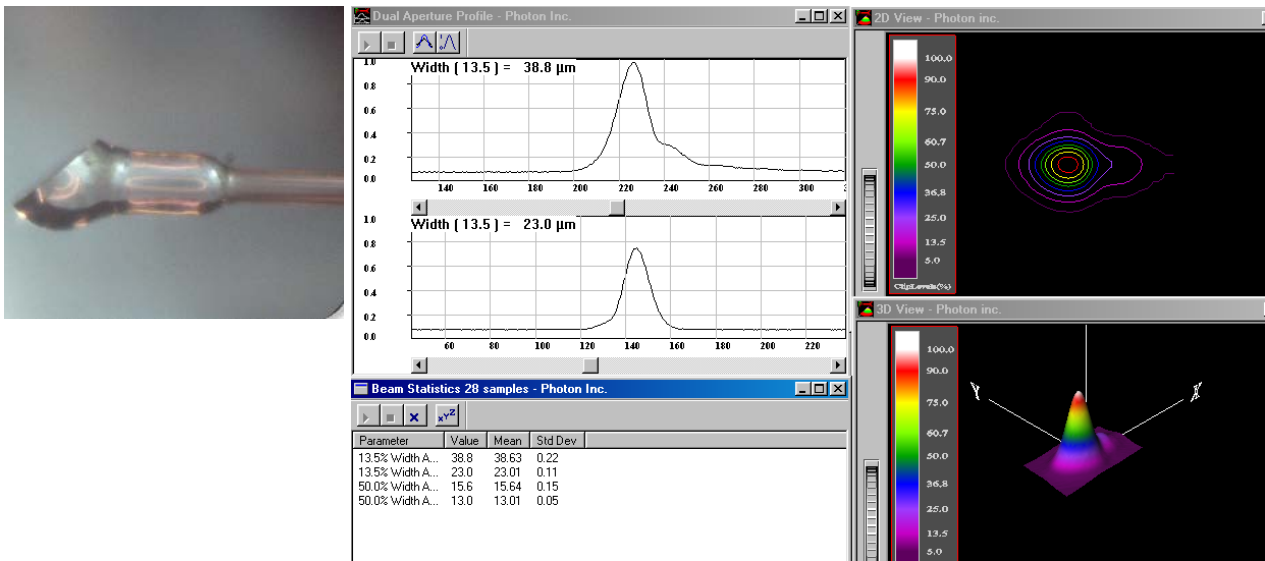 Dual Aperture Profile - Photon Inc.
Width ( 13.5 ) = 38.8 µm
1.0
0.8
0.6
0.4
0.2
0.0
140 160 180 200 220 240 260 280 300 3
Width ( 13.5 ) = 23.0 µm
1.0
0.8
0.6
0.4
0.2
0.0
60 80 100 120 140 160 180 200 220
Beam Statistics 28 samples - Photon Inc.
Parameter Value Mean Std Dev
13.5% Width A... 38.8 38.63 0.22
13.5% Width A... 23.0 23.01 0.11
50.0% Width A... 15.6 15.64 0.15
50.0% Width A... 13.0 13.01 0.05
2D View - Photon inc.
100.0
90.0
75.0
60.7
50.0
36,8
25.0
13.5
5.0
ClipLevels(%)
3D View - Photon inc.
100.0
90.0
75.0
60.7
50.0
36,8
25.0
13.5
5.0
Y
X